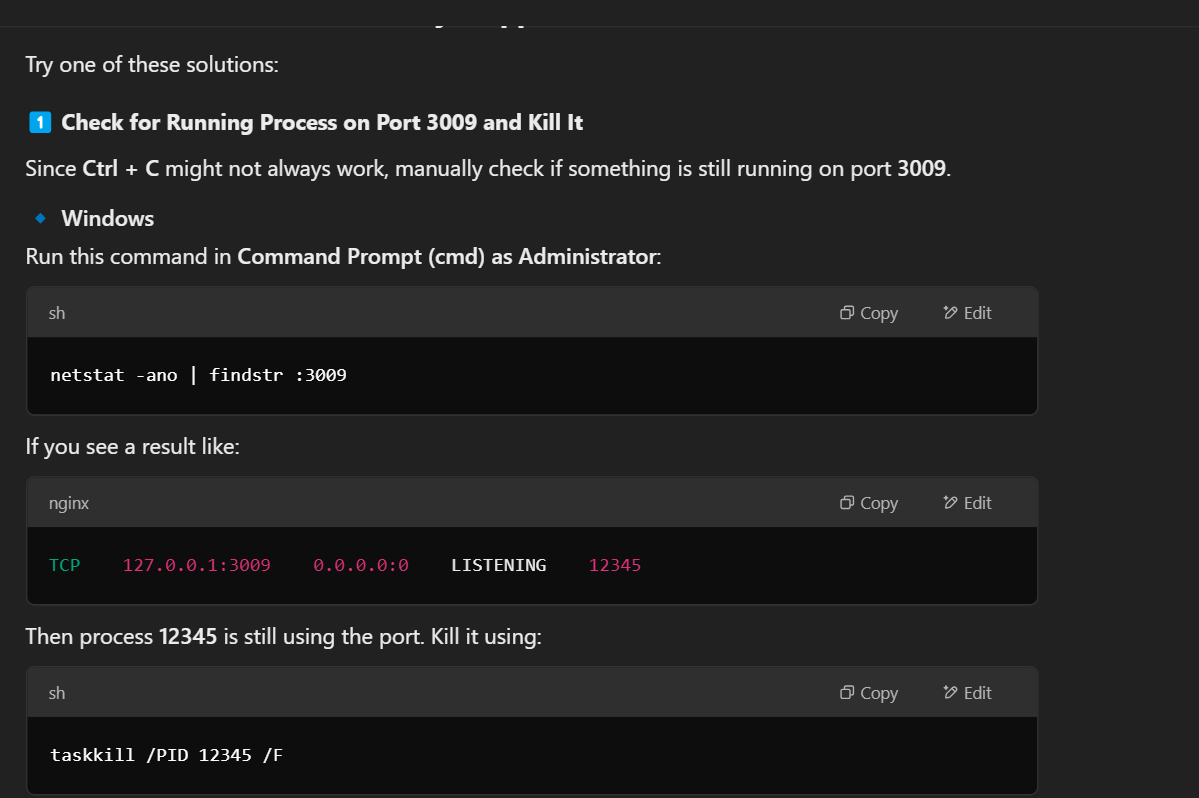 Try one of these solutions:
1 Check for Running Process on Port 3009 and Kill It
Since Ctrl + C might not always work, manually check if something is still running on port 3009.
Windows
Run this command in Command Prompt (cmd) as Administrator:
sh Copy Edit
netstat -ano | findstr :3009
If you see a result like:
nginx Copy Edit
TCP 127.0.0.1:3009 0.0.0.0:0 LISTENING 12345
Then process 12345 is still using the port. Kill it using:
sh Copy Edit
taskkill /PID 12345 /F